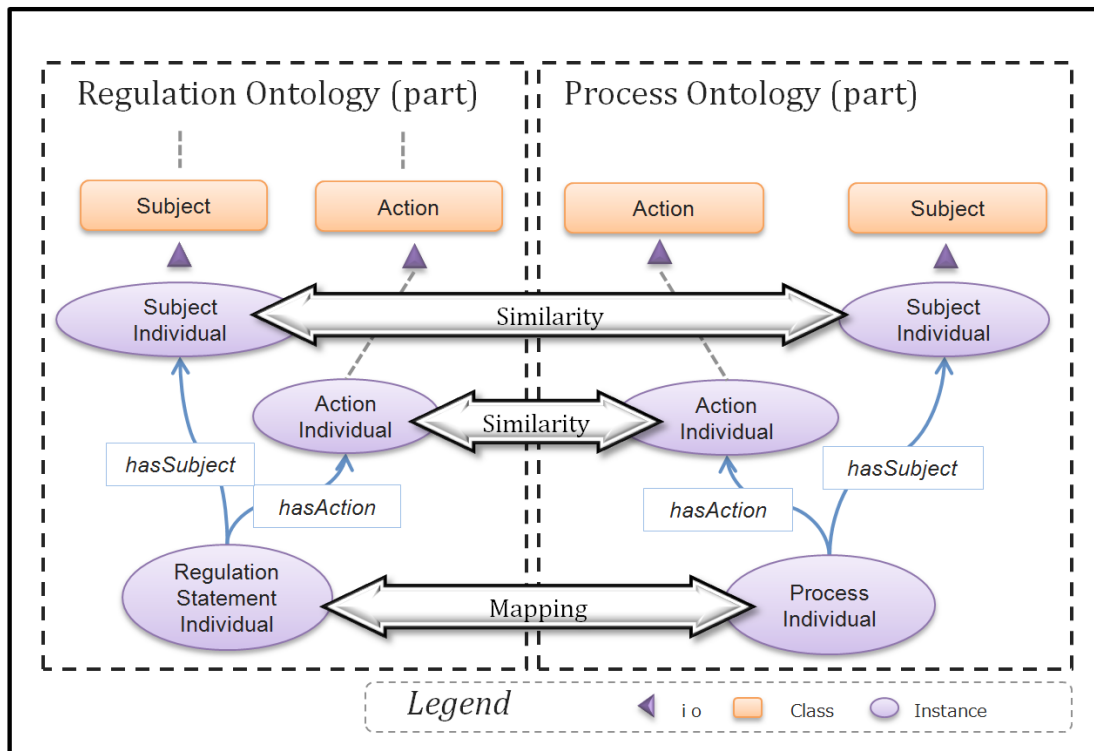 Regulation Ontology (part)
Process Ontology (part)
Subject
Action
Action
Subject
Subject
Individual
Similarity
Subject
Individual
Action
Individual
Similarity
Action
Individual
hasSubject
hasSubject
hasAction
hasAction
Regulation
Statement
Individual
Mapping
Process
Individual
Legend
i o
Class
Instance